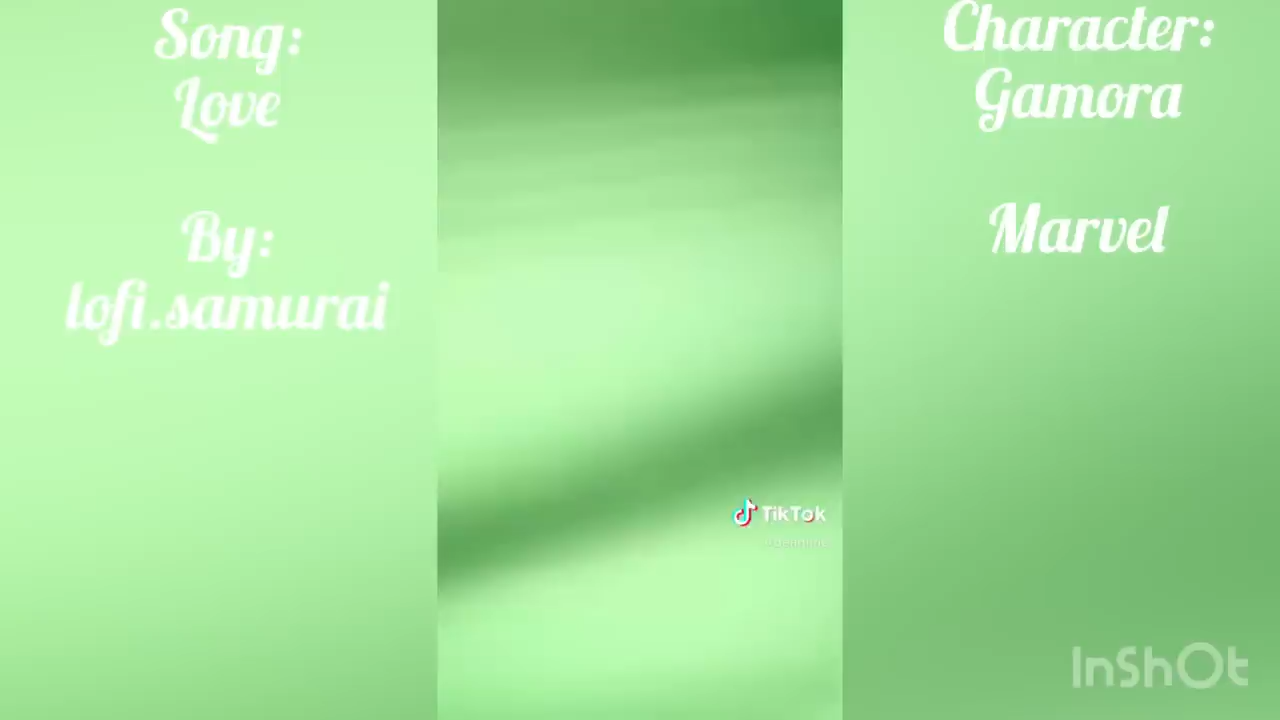 Song:
Love
By:
lofi.samurai
Character:
Gamora
Marvel
TikTok
InShOt